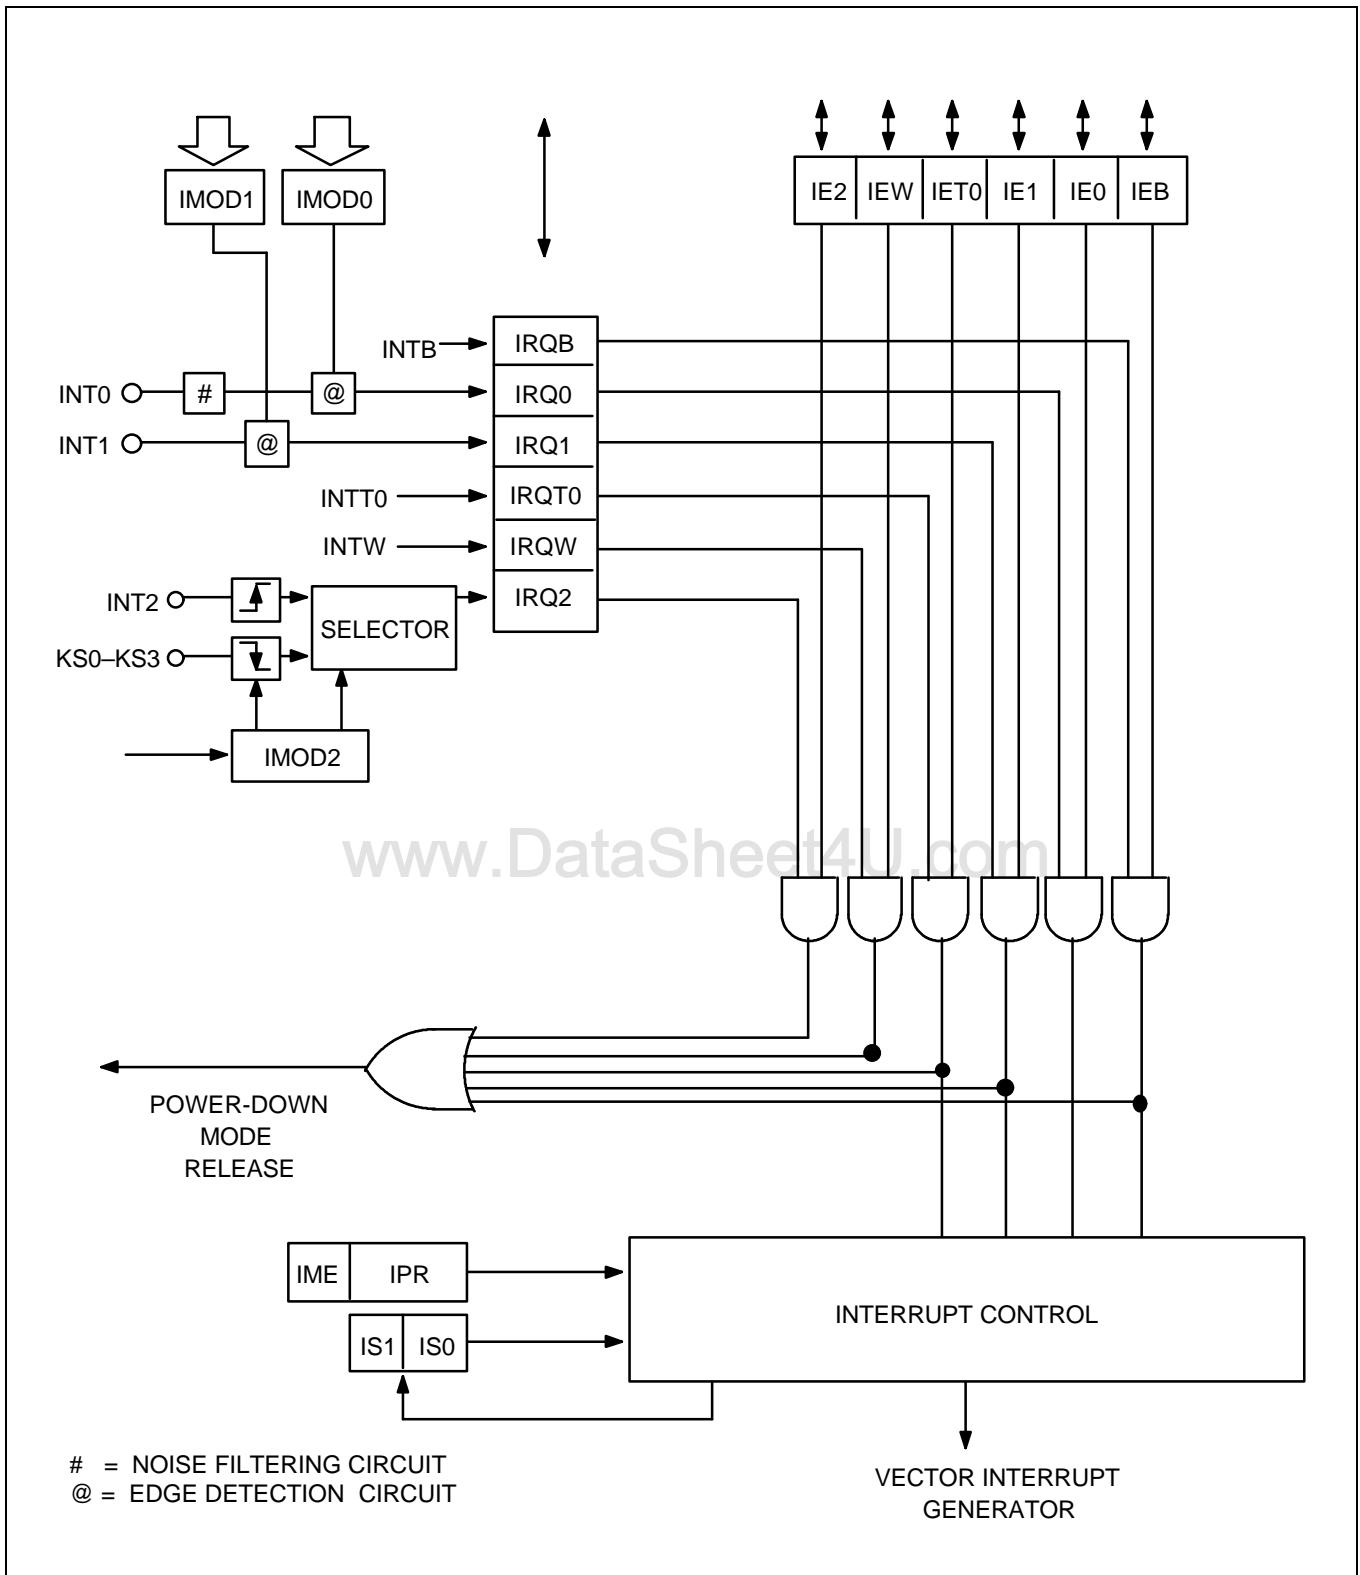 IMOD1 IMOD0
IE2 IEW IET0 IE1 IE0 IEB
INTB IRQB
INT0 # @ IRQ0
INT1 @ IRQ1
INTT0 IRQT0
INTW IRQW
INT2 IRQ2
SELECTOR
KS0–KS3
IMOD2
www.DataSheet4U.com
POWER-DOWN
MODE
RELEASE
IME IPR
INTERRUPT CONTROL
IS1 IS0
# = NOISE FILTERING CIRCUIT
@ = EDGE DETECTION CIRCUIT
VECTOR INTERRUPT
GENERATOR